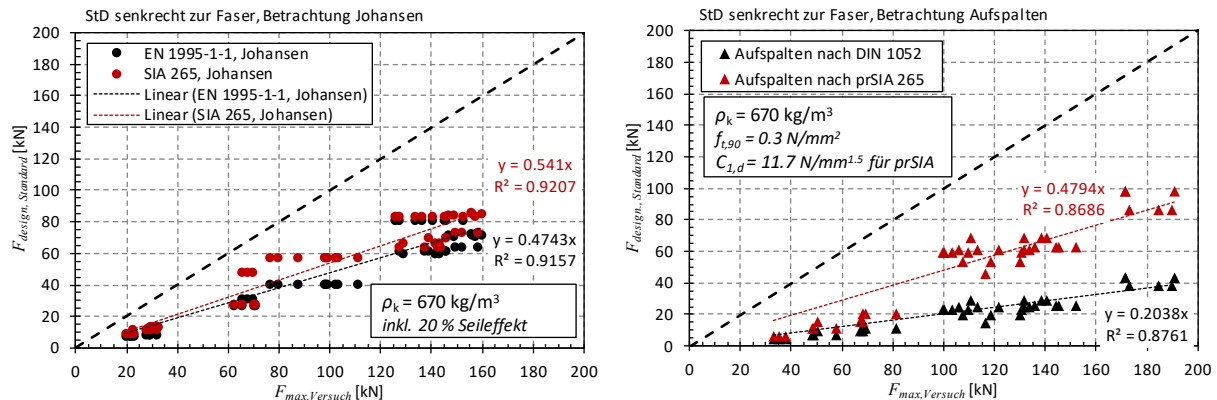 StD senkrecht zur Faser, Betrachtung Johansen
200
180
160
140
120
100
80
60
40
20
0
F_design, Standard [kN]
EN 1995-1-1, Johansen
SIA 265, Johansen
Linear (EN 1995-1-1, Johansen)
Linear (SIA 265, Johansen)
y = 0.541x
R² = 0.9207
y = 0.4743x
R² = 0.9157
ρk = 670 kg/m³
inkl. 20 % Seileffekt
0 20 40 60 80 100 120 140 160 180 200
F_max,Versuch [kN]
StD senkrecht zur Faser, Betrachtung Aufspalten
200
180
160
140
120
100
80
60
40
20
0
F_design., Standard [kN]
Aufspalten nach DIN 1052
Aufspalten nach prSIA 265
ρk = 670 kg/m³
f_t,90 = 0.3 N/mm²
C_1,d = 11.7 N/mm^1.5 für prSIA
y = 0.4794x
R² = 0.8686
y = 0.2038x
R² = 0.8761
0 20 40 60 80 100 120 140 160 180 200
F_max,Versuch [kN]